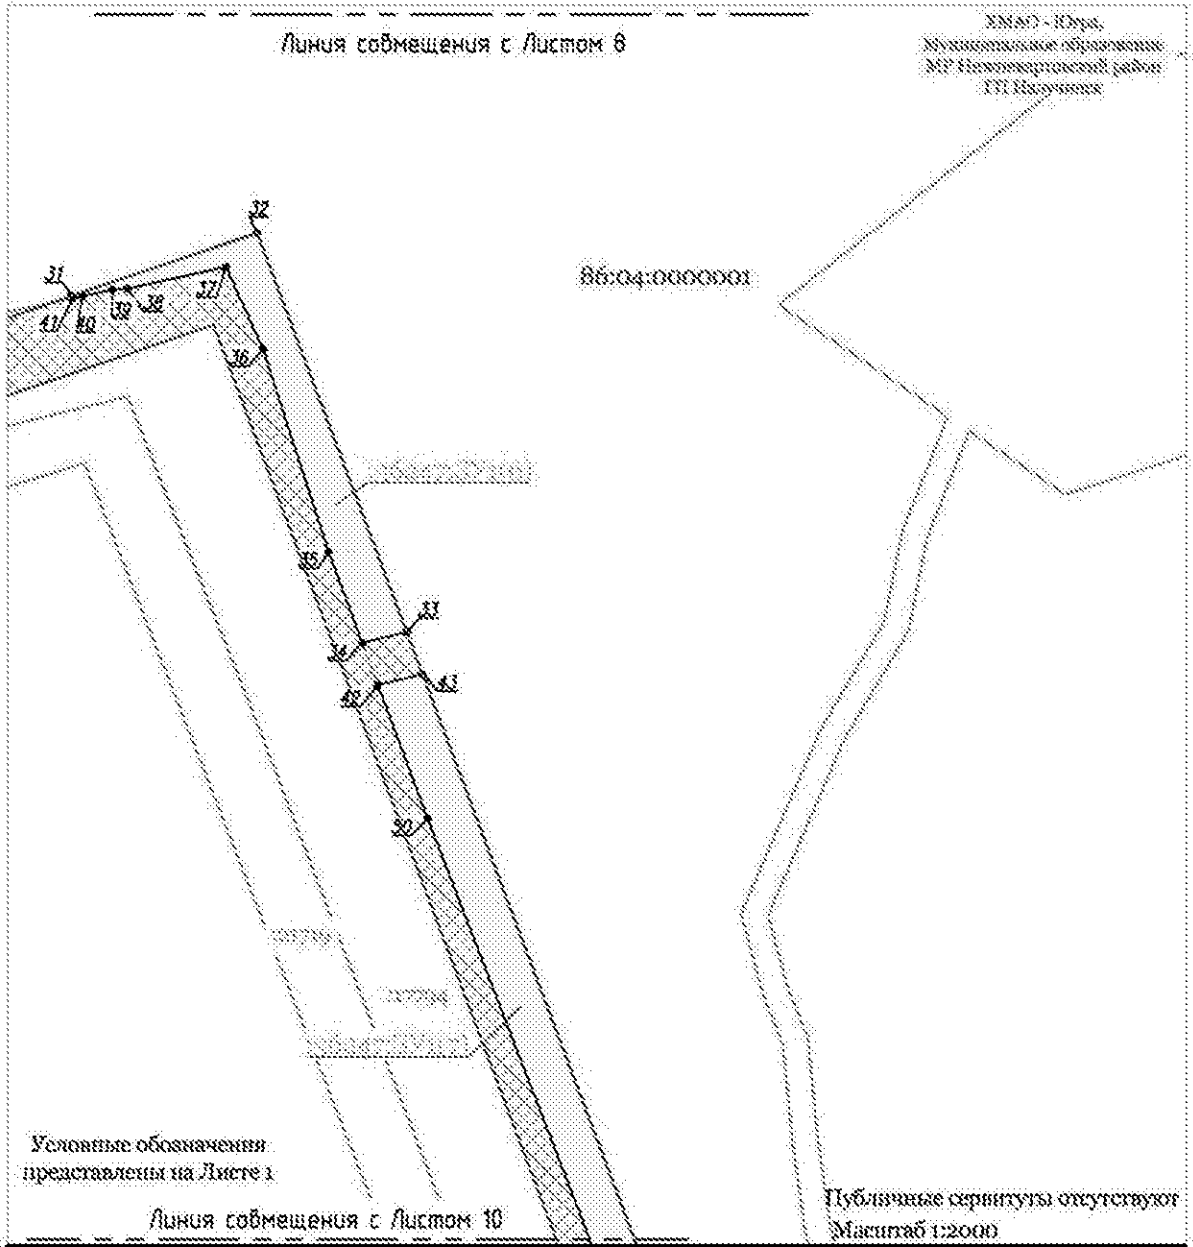 Линия совмещения с Листом 8
ХМАО - Югра,
Муниципальное образование
МР Нижневартовский район
ГП Излучинск
32
86:04:0000001
31
41
40
39
38
37
36
35
33
34
43
42
30
Условные обозначения
представлены на Листе 1
Линия совмещения с Листом 10
Публичные сервитуты отсутствуют
Масштаб 1:2000